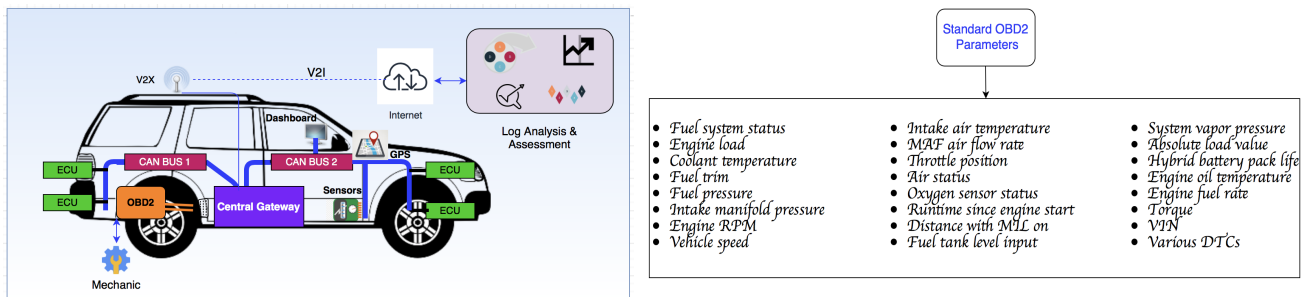 V2X
V2I
Internet
Log Analysis &
Assessment
Dashboard
GPS
CAN BUS 1
CAN BUS 2
ECU
ECU
ECU
ECU
OBD2
Central Gateway
Sensors
Mechanic
Standard OBD2
Parameters
Fuel system status
Engine load
Coolant temperature
Fuel trim
Fuel pressure
Intake manifold pressure
Engine RPM
Vehicle speed
Intake air temperature
MAF air flow rate
Throttle position
Air status
Oxygen sensor status
Runtime since engine start
Distance with MIL on
Fuel tank level input
System vapor pressure
Absolute load value
Hybrid battery pack life
Engine oil temperature
Engine fuel rate
Torque
VIN
Various DTCs